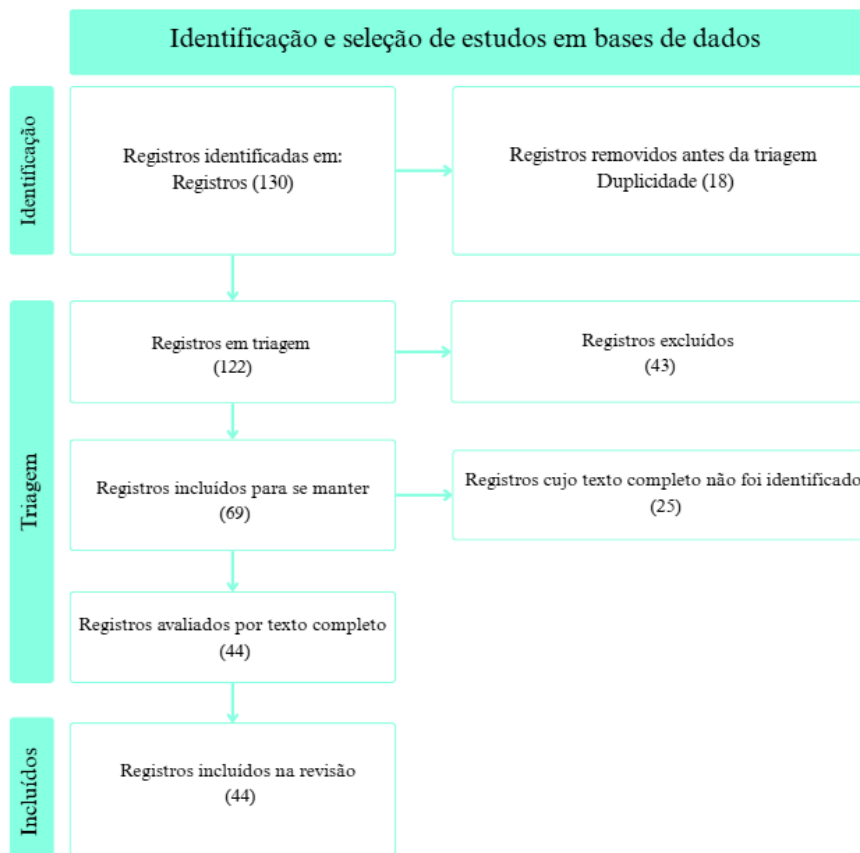 Identificação e seleção de estudos em bases de dados
Identificação
Registros identificadas em:
Registros (130)
Registros removidos antes da triagem
Duplicidade (18)
Triagem
Registros em triagem
(122)
Registros excluídos
(43)
Registros incluídos para se manter
(69)
Registros cujo texto completo não foi identificado
(25)
Registros avaliados por texto completo
(44)
Incluídos
Registros incluídos na revisão
(44)